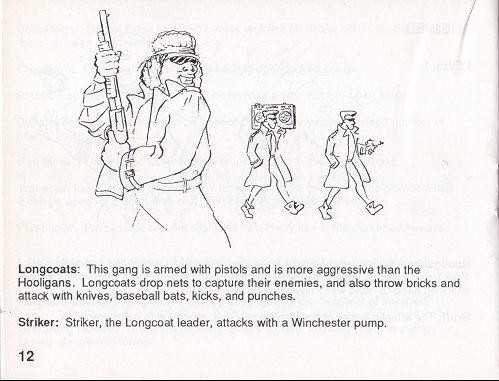 Longcoats: This gang is armed with pistols and is more aggressive than the
Hooligans. Longcoats drop nets to capture their enemies, and also throw bricks and
attack with knives, baseball bats, kicks, and punches.
Striker: Striker, the Longcoat leader, attacks with a Winchester pump.
12